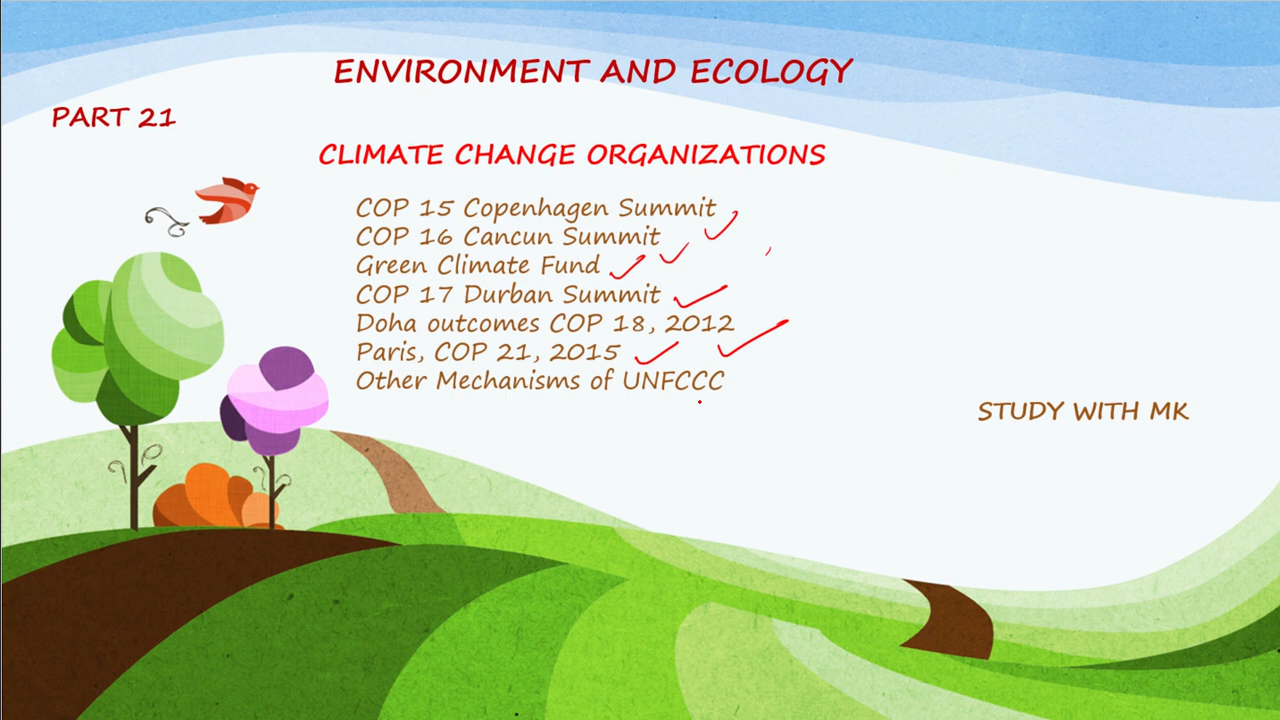 ENVIRONMENT AND ECOLOGY
PART 21
CLIMATE CHANGE ORGANIZATIONS
COP 15 Copenhagen Summit
COP 16 Cancun Summit
Green Climate Fund
COP 17 Durban Summit
Doha outcomes COP 18, 2012
Paris, COP 21, 2015
Other Mechanisms of UNFCCC
STUDY WITH MK